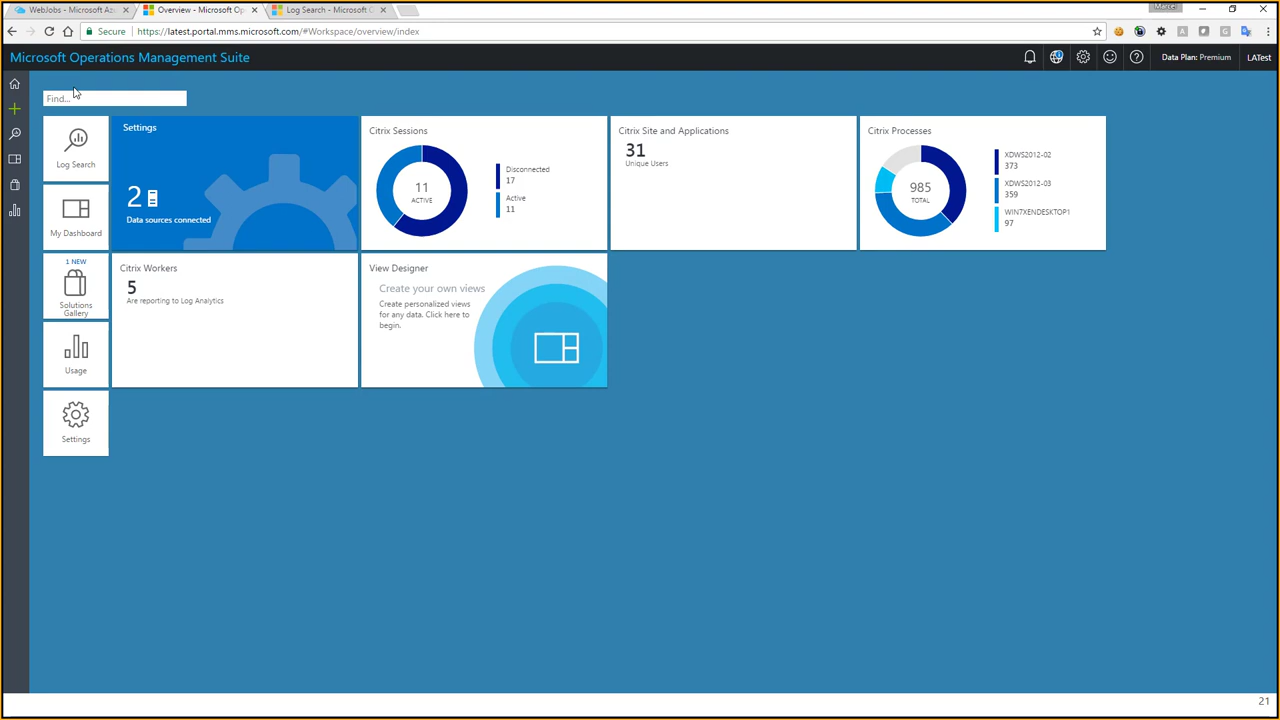 Marcel
WebJobs - Microsoft Az
Overview - Microsoft Op
Log Search - Microsoft O
Secure
https://latest.portal.mms.microsoft.com/#Workspace/overview/index
Microsoft Operations Management Suite
Data Plan: Premium
LATest
Find...
Log Search
My Dashboard
1 NEW
Solutions
Gallery
Usage
Settings
Settings
2
Data sources connected
Citrix Sessions
11
ACTIVE
Disconnected
17
Active
11
Citrix Site and Applications
31
Unique Users
Citrix Processes
985
TOTAL
XDWS2012-02
373
XDWS2012-03
359
WIN7XENDESKTOP1
97
Citrix Workers
5
Are reporting to Log Analytics
View Designer
Create your own views
Create personalized views
for any data. Click here to
begin.
21